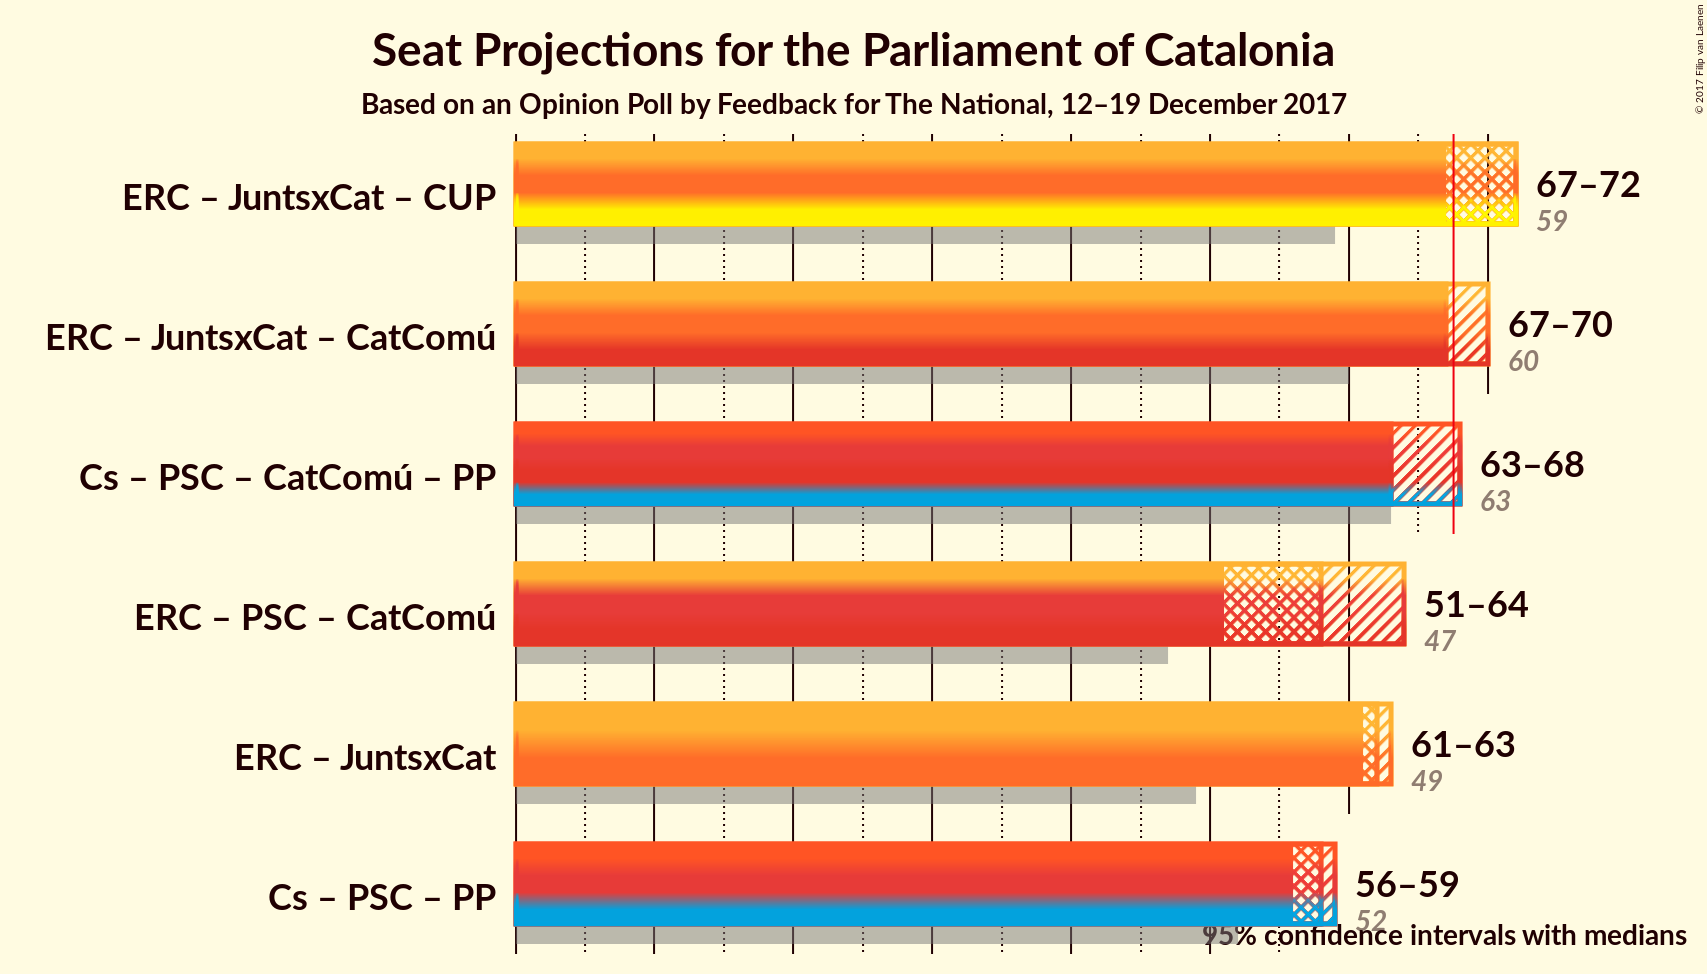 Seat Projections for the Parliament of Catalonia
Based on an Opinion Poll by Feedback for The National, 12–19 December 2017
© 2017 Filip van Laenen
ERC – JuntsxCat – CUP
67–72
59
ERC – JuntsxCat – CatComú
67–70
60
Cs – PSC – CatComú – PP
63–68
63
ERC – PSC – CatComú
51–64
47
ERC – JuntsxCat
61–63
49
Cs – PSC – PP
56–59
52
95% confidence intervals with medians